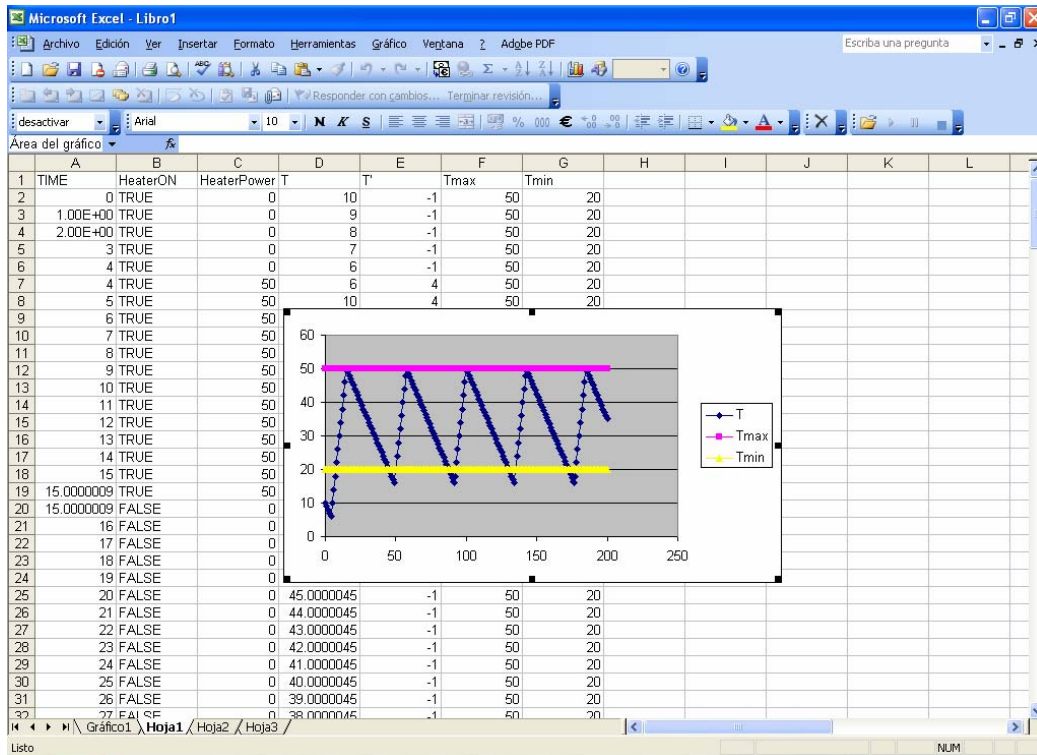 Microsoft Excel - Libro1
Archivo Edición Ver Insertar Formato Herramientas Gráfico Ventana ? Adobe PDF Escriba una pregunta
Responder con cambios... Terminar revisión...
desactivar Arial 10 N K S % 000 €
Área del gráfico fx
A B C D E F G H I J K L
1 TIME HeaterON HeaterPower T T' Tmax Tmin
2 0 TRUE 0 10 -1 50 20
3 1.00E+00 TRUE 0 9 -1 50 20
4 2.00E+00 TRUE 0 8 -1 50 20
5 3 TRUE 0 7 -1 50 20
6 4 TRUE 0 6 -1 50 20
7 4 TRUE 50 6 4 50 20
8 5 TRUE 50 10 4 50 20
9 6 TRUE 50
10 7 TRUE 50
11 8 TRUE 50
12 9 TRUE 50
13 10 TRUE 50
14 11 TRUE 50
15 12 TRUE 50
16 13 TRUE 50
17 14 TRUE 50
18 15 TRUE 50
19 15.0000009 TRUE 50
20 15.0000009 FALSE 0
21 16 FALSE 0
22 17 FALSE 0
23 18 FALSE 0
24 19 FALSE 0
60
50
40
30
20
10
0
0 50 100 150 200 250
T
Tmax
Tmin
25 20 FALSE 0 45.0000045 -1 50 20
26 21 FALSE 0 44.0000045 -1 50 20
27 22 FALSE 0 43.0000045 -1 50 20
28 23 FALSE 0 42.0000045 -1 50 20
29 24 FALSE 0 41.0000045 -1 50 20
30 25 FALSE 0 40.0000045 -1 50 20
31 26 FALSE 0 39.0000045 -1 50 20
32 27 FALSE 0 38.0000045 -1 50 20
Gráfico1 Hoja1 Hoja2 Hoja3
Listo NUM